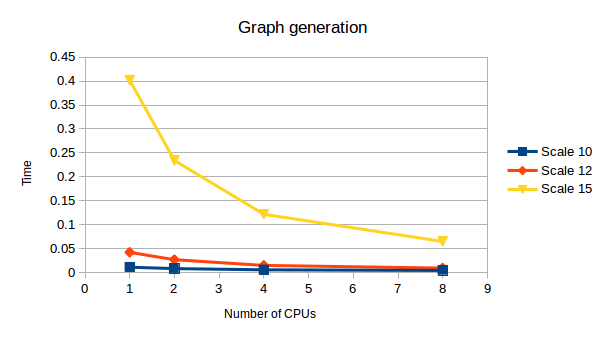 Graph generation
0.45
0.4
0.35
0.3
0.25
0.2
0.15
0.1
0.05
0
Time
0 1 2 3 4 5 6 7 8 9
Number of CPUs
Scale 10
Scale 12
Scale 15